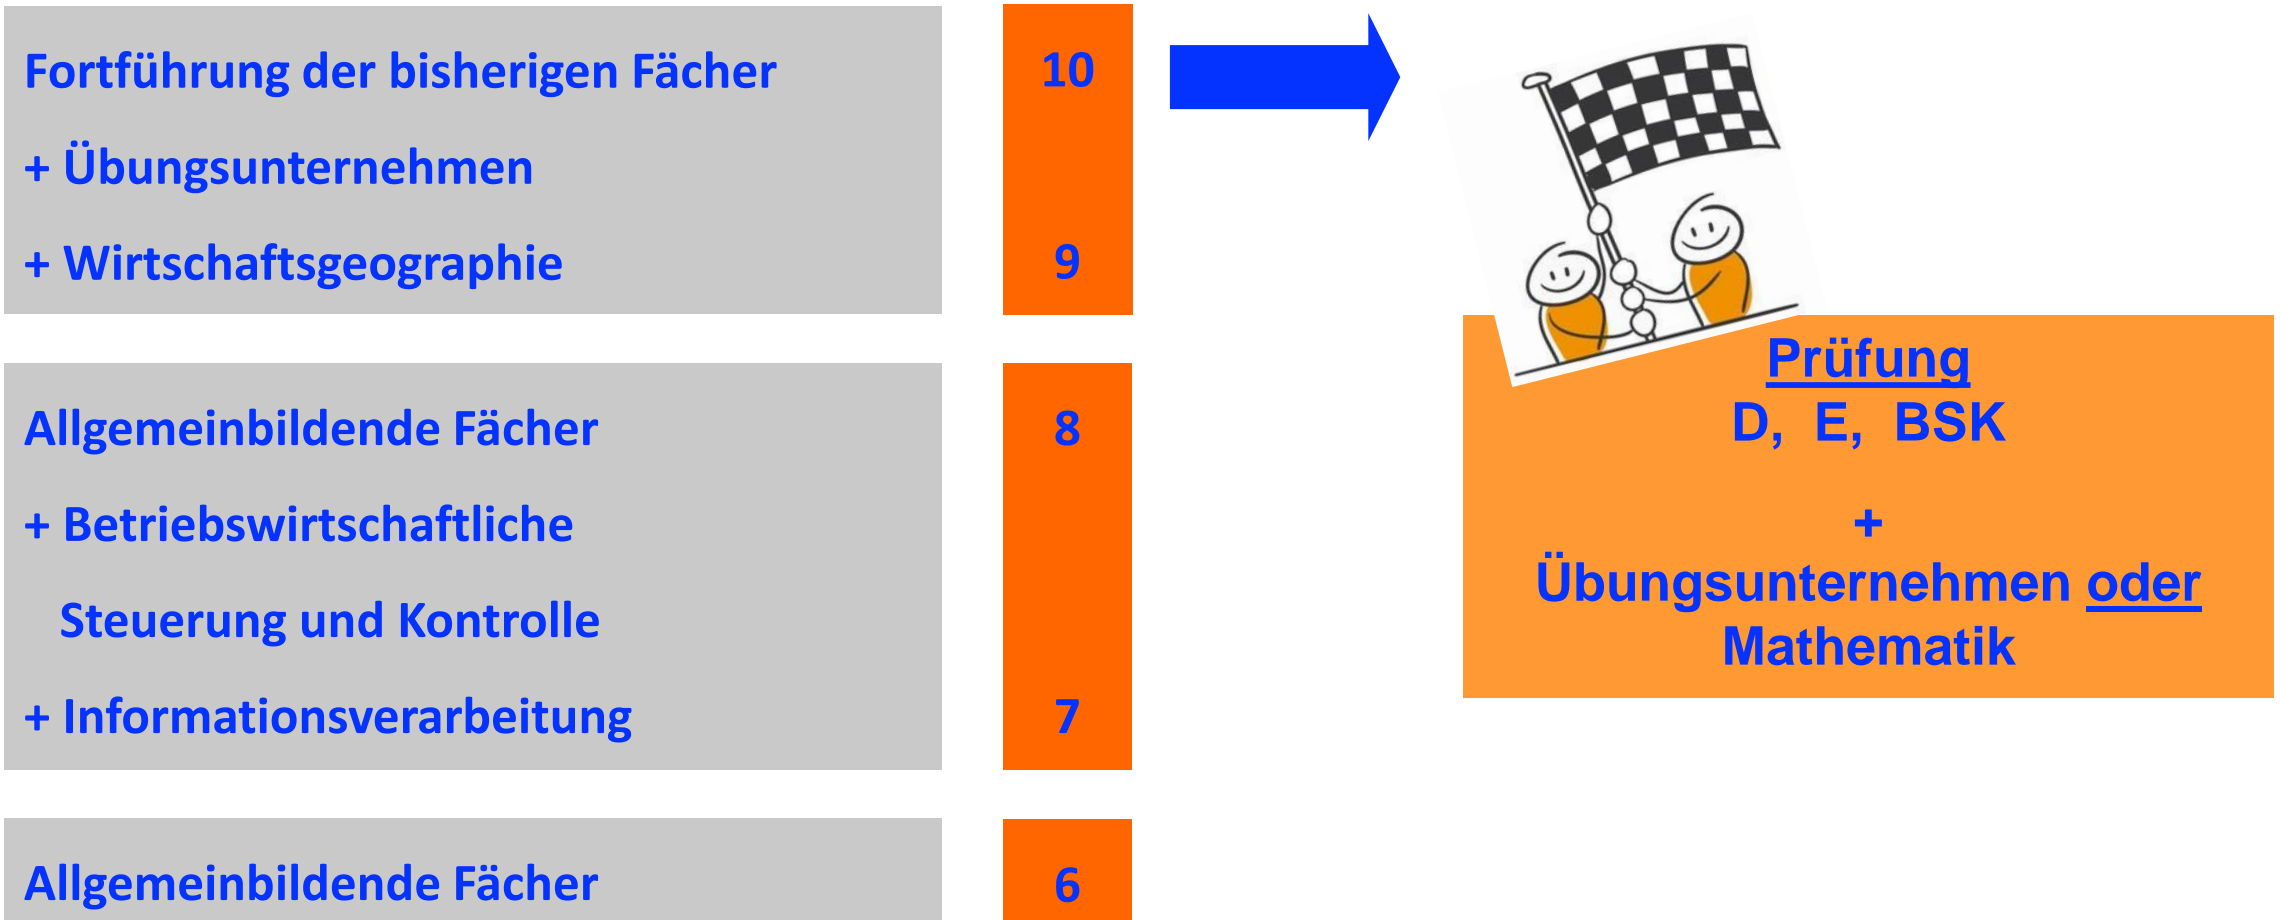 Fortführung der bisherigen Fächer
+ Übungsunternehmen
+ Wirtschaftsgeographie
10
9
Allgemeinbildende Fächer
+ Betriebswirtschaftliche
Steuerung und Kontrolle
+ Informationsverarbeitung
8
7
Allgemeinbildende Fächer
6
Prüfung
D, E, BSK
+
Übungsunternehmen oder
Mathematik